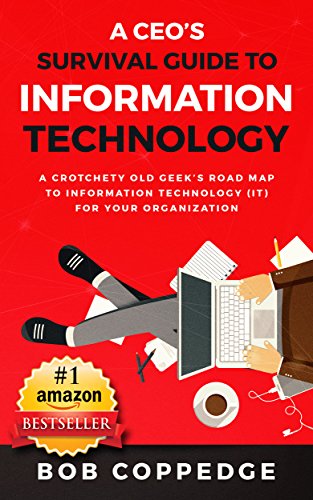 A CEO'S
SURVIVAL GUIDE TO
INFORMATION
TECHNOLOGY
A CROTCHETY OLD GEEK'S ROAD MAP
TO INFORMATION TECHNOLOGY (IT)
FOR YOUR ORGANIZATION
#1
amazon
BESTSELLER
BOB COPPEDGE